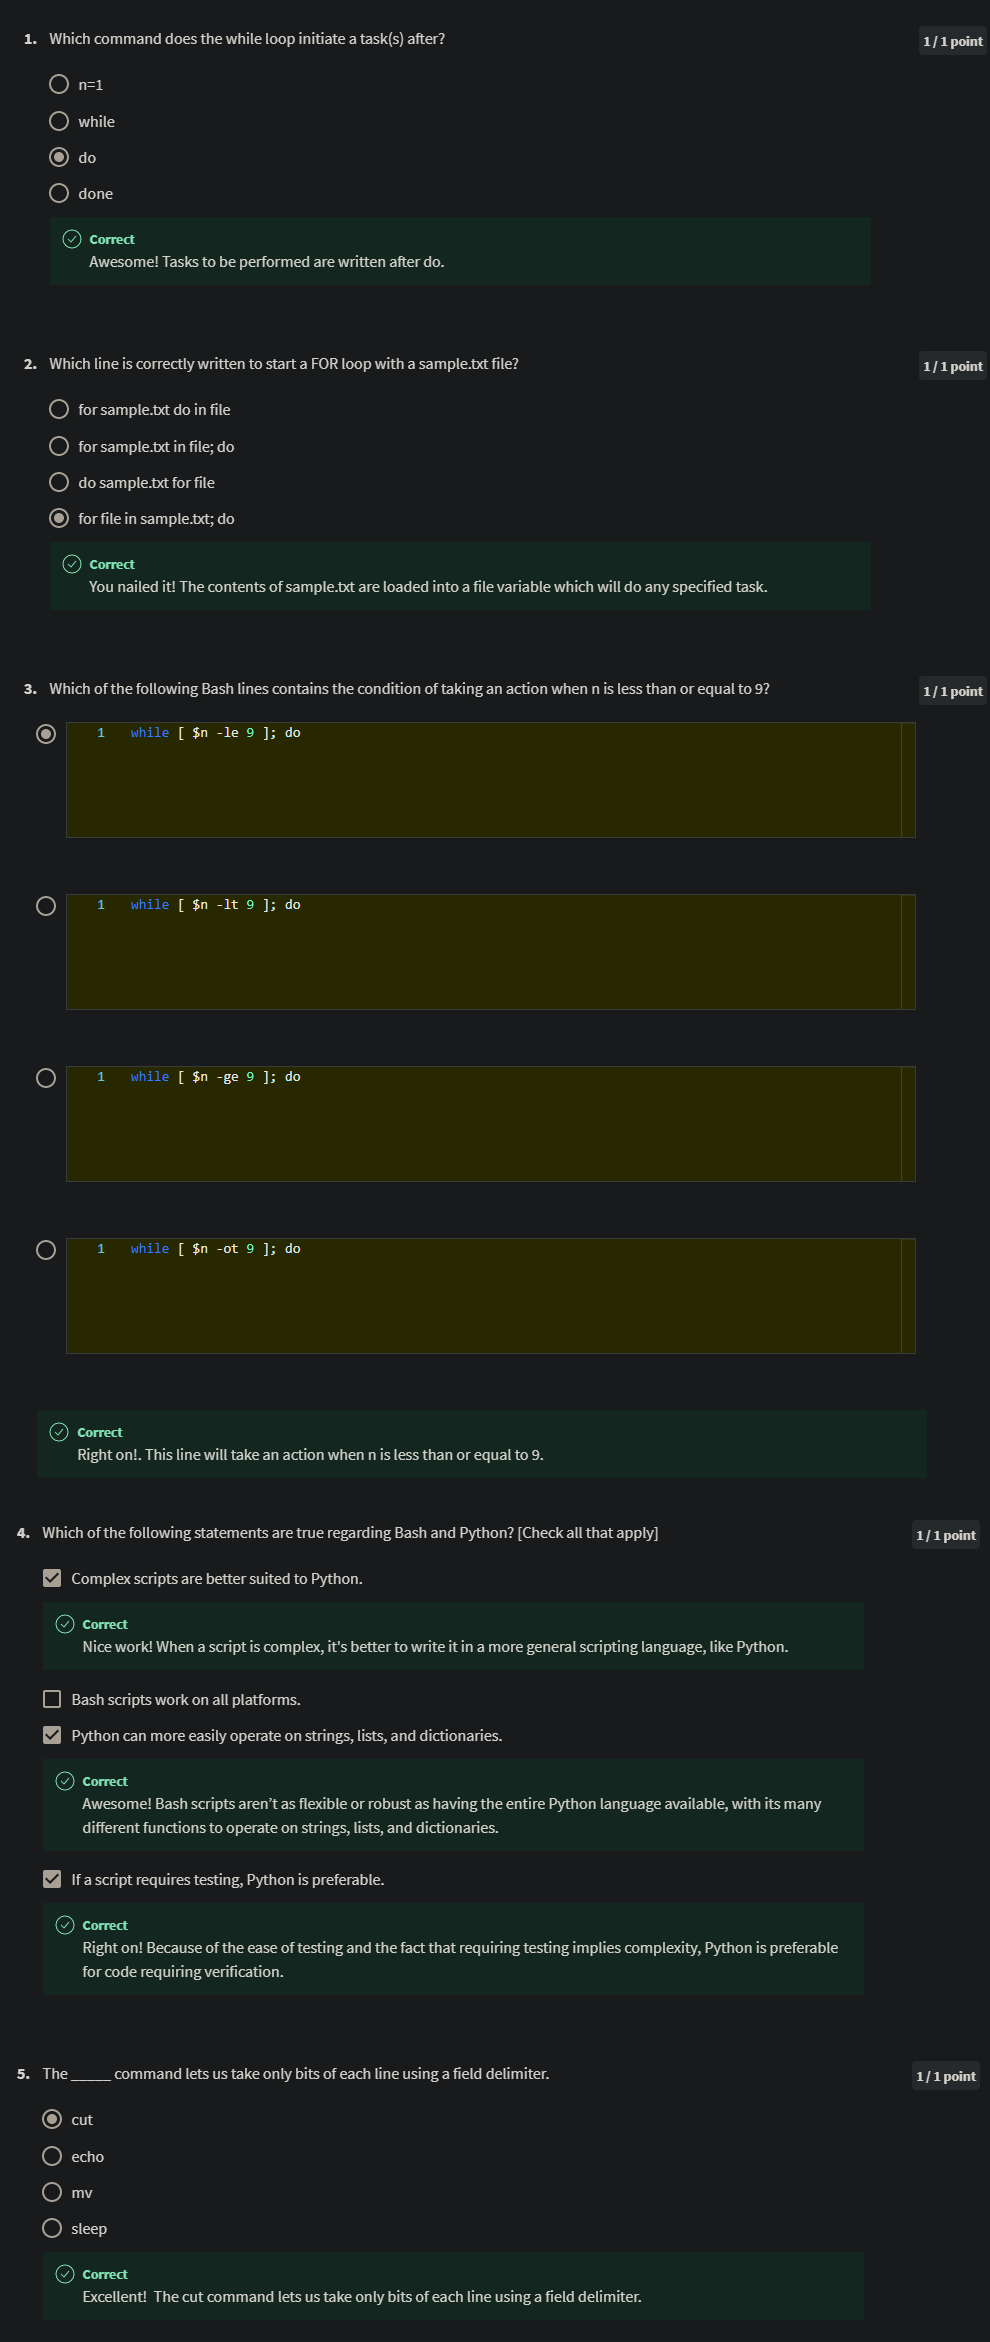 1. Which command does the while loop initiate a task(s) after?
1 / 1 point
n=1
while
do
done
Correct
Awesome! Tasks to be performed are written after do.
2. Which line is correctly written to start a FOR loop with a sample.txt file?
1 / 1 point
for sample.txt do in file
for sample.txt in file; do
do sample.txt for file
for file in sample.txt; do
Correct
You nailed it! The contents of sample.txt are loaded into a file variable which will do any specified task.
3. Which of the following Bash lines contains the condition of taking an action when n is less than or equal to 9?
1 / 1 point
1 while [ $n -le 9 ]; do
1 while [ $n -lt 9 ]; do
1 while [ $n -ge 9 ]; do
1 while [ $n -ot 9 ]; do
Correct
Right on!. This line will take an action when n is less than or equal to 9.
4. Which of the following statements are true regarding Bash and Python? [Check all that apply]
1 / 1 point
Complex scripts are better suited to Python.
Correct
Nice work! When a script is complex, it's better to write it in a more general scripting language, like Python.
Bash scripts work on all platforms.
Python can more easily operate on strings, lists, and dictionaries.
Correct
Awesome! Bash scripts aren’t as flexible or robust as having the entire Python language available, with its many
different functions to operate on strings, lists, and dictionaries.
If a script requires testing, Python is preferable.
Correct
Right on! Because of the ease of testing and the fact that requiring testing implies complexity, Python is preferable
for code requiring verification.
5. The _____ command lets us take only bits of each line using a field delimiter.
1 / 1 point
cut
echo
mv
sleep
Correct
Excellent!  The cut command lets us take only bits of each line using a field delimiter.